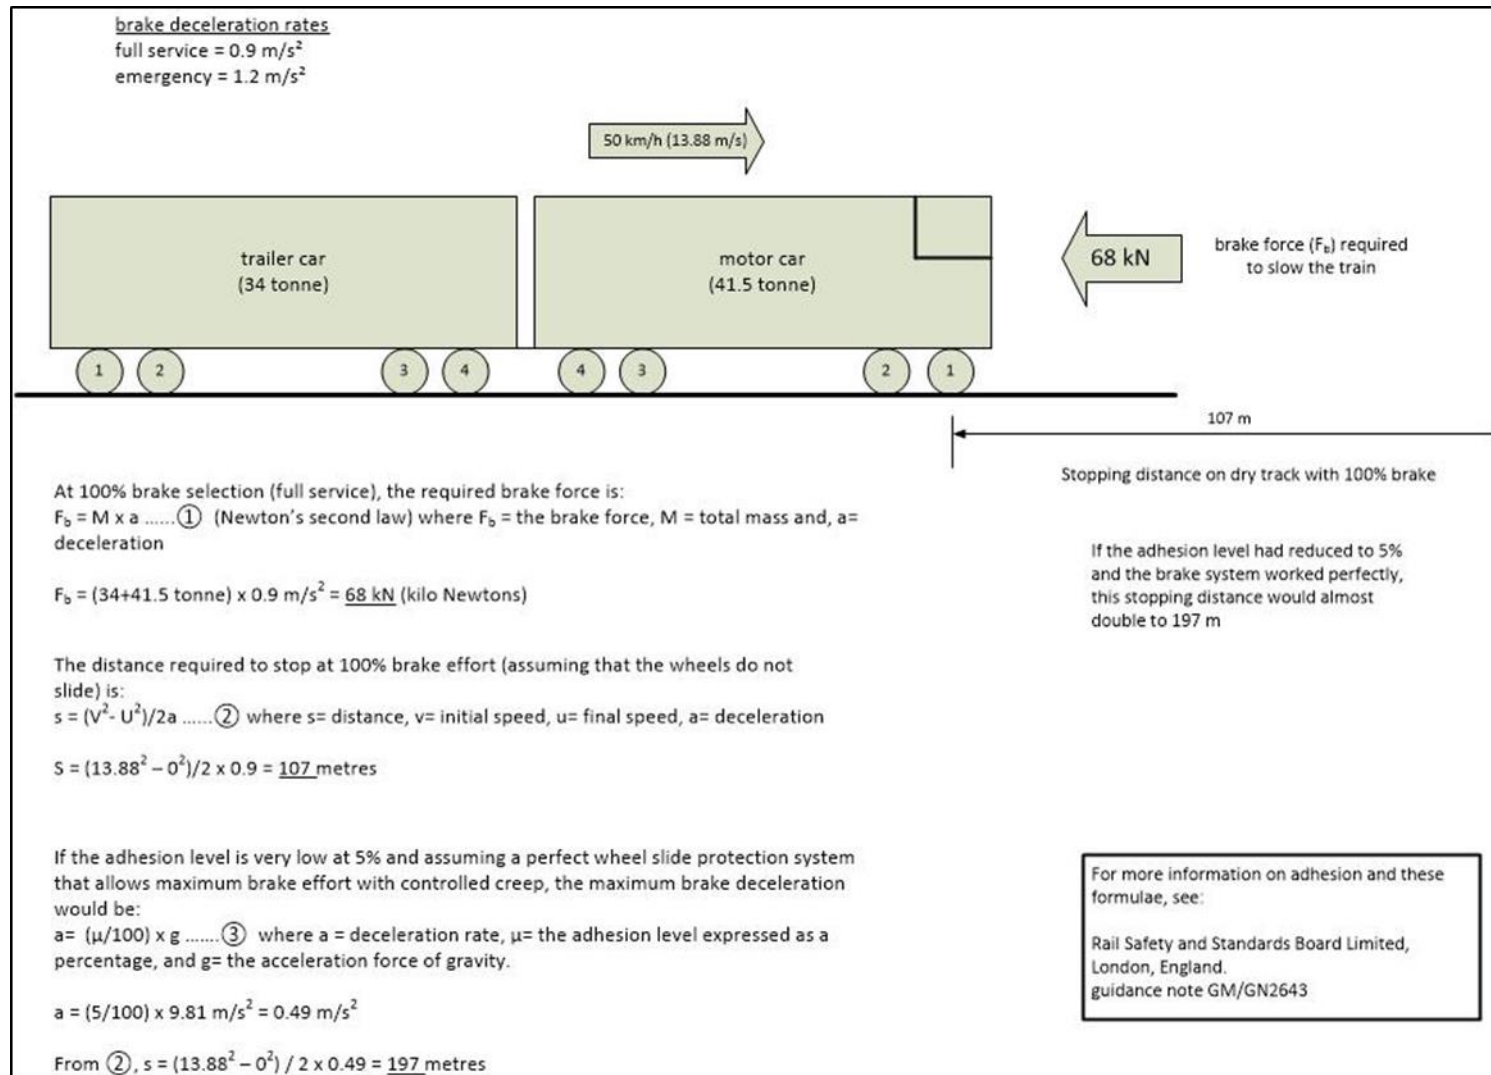 brake deceleration rates
full service = 0.9 m/s²
emergency = 1.2 m/s²
50 km/h (13.88 m/s)
trailer car
(34 tonne)
motor car
(41.5 tonne)
68 kN
brake force (Fb) required
to slow the train
1 2 3 4 4 3 2 1
107 m
Stopping distance on dry track with 100% brake
If the adhesion level had reduced to 5%
and the brake system worked perfectly,
this stopping distance would almost
double to 197 m
At 100% brake selection (full service), the required brake force is:
Fb = M x a ......① (Newton's second law) where Fb = the brake force, M = total mass and, a=
deceleration
Fb = (34+41.5 tonne) x 0.9 m/s² = 68 kN (kilo Newtons)
The distance required to stop at 100% brake effort (assuming that the wheels do not
slide) is:
s = (V²- U²)/2a ......② where s= distance, v= initial speed, u= final speed, a= deceleration
S = (13.88² – 0²)/2 x 0.9 = 107 metres
If the adhesion level is very low at 5% and assuming a perfect wheel slide protection system
that allows maximum brake effort with controlled creep, the maximum brake deceleration
would be:
a= (µ/100) x g .......③ where a = deceleration rate, µ= the adhesion level expressed as a
percentage, and g= the acceleration force of gravity.
a = (5/100) x 9.81 m/s² = 0.49 m/s²
From ②, s = (13.88² – 0²) / 2 x 0.49 = 197 metres
For more information on adhesion and these
formulae, see:
Rail Safety and Standards Board Limited,
London, England.
guidance note GM/GN2643